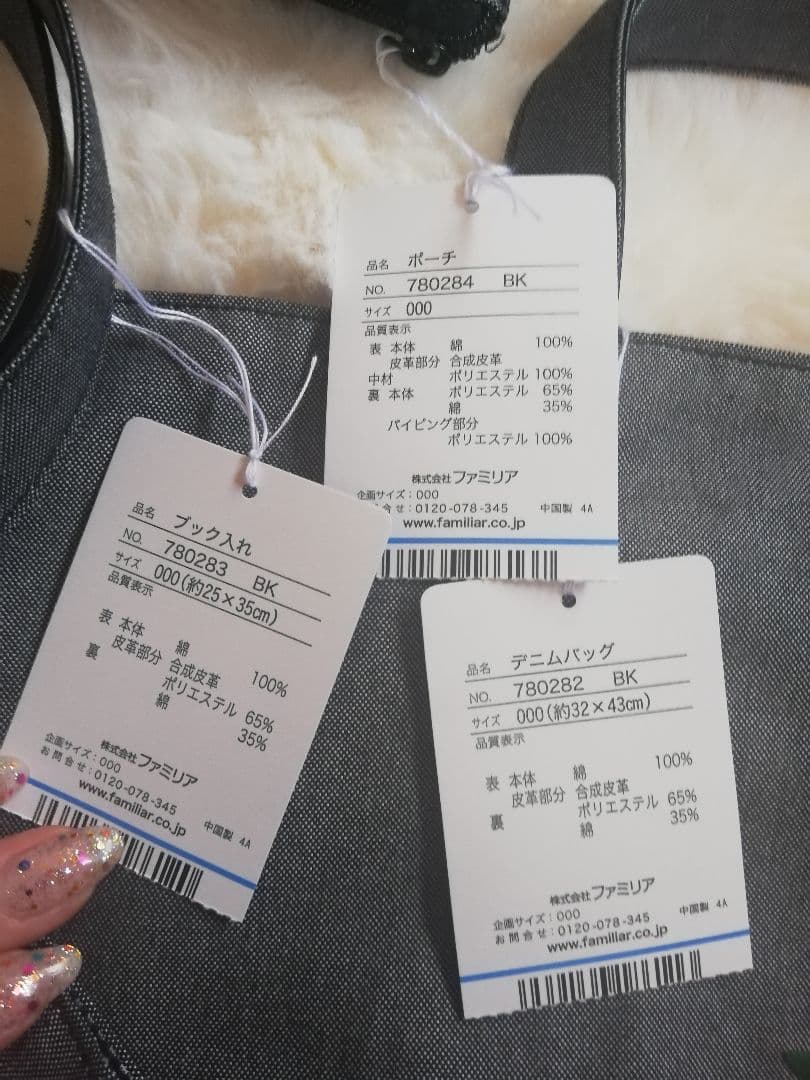 品名 ポーチ
NO. 780284 BK
サイズ 000
品質表示
表 本体 綿 100%
皮革部分 合成皮革
中材 ポリエステル 100%
裏 本体 ポリエステル 65%
綿 35%
パイピング部分
ポリエステル 100%
株式会社ファミリア
企画サイズ:000
合せ:0120-078-345 中国製 4A
www.familiar.co.jp
品名 ブック入れ
NO. 780283 BK
サイズ 000(約25×35cm)
品質表示
表 本体 綿 100%
皮革部分 合成皮革
裏 ポリエステル 65%
綿 35%
株式会社ファミリア
企画サイズ:000
お問合せ:0120-078-345 中国製 4A
www.familiar.co.jp
品名 デニムバッグ
NO. 780282 BK
サイズ 000(約32×43cm)
品質表示
表 本体 綿 100%
皮革部分 合成皮革
裏 ポリエステル 65%
綿 35%
株式会社ファミリア
企画サイズ:000
お問合せ:0120-078-345 中国製 4A
www.familiar.co.jp